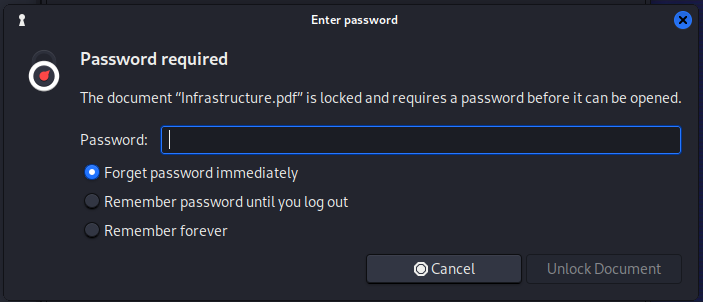 Enter password
Password required
The document “Infrastructure.pdf” is locked and requires a password before it can be opened.
Password:
Forget password immediately
Remember password until you log out
Remember forever
Cancel
Unlock Document